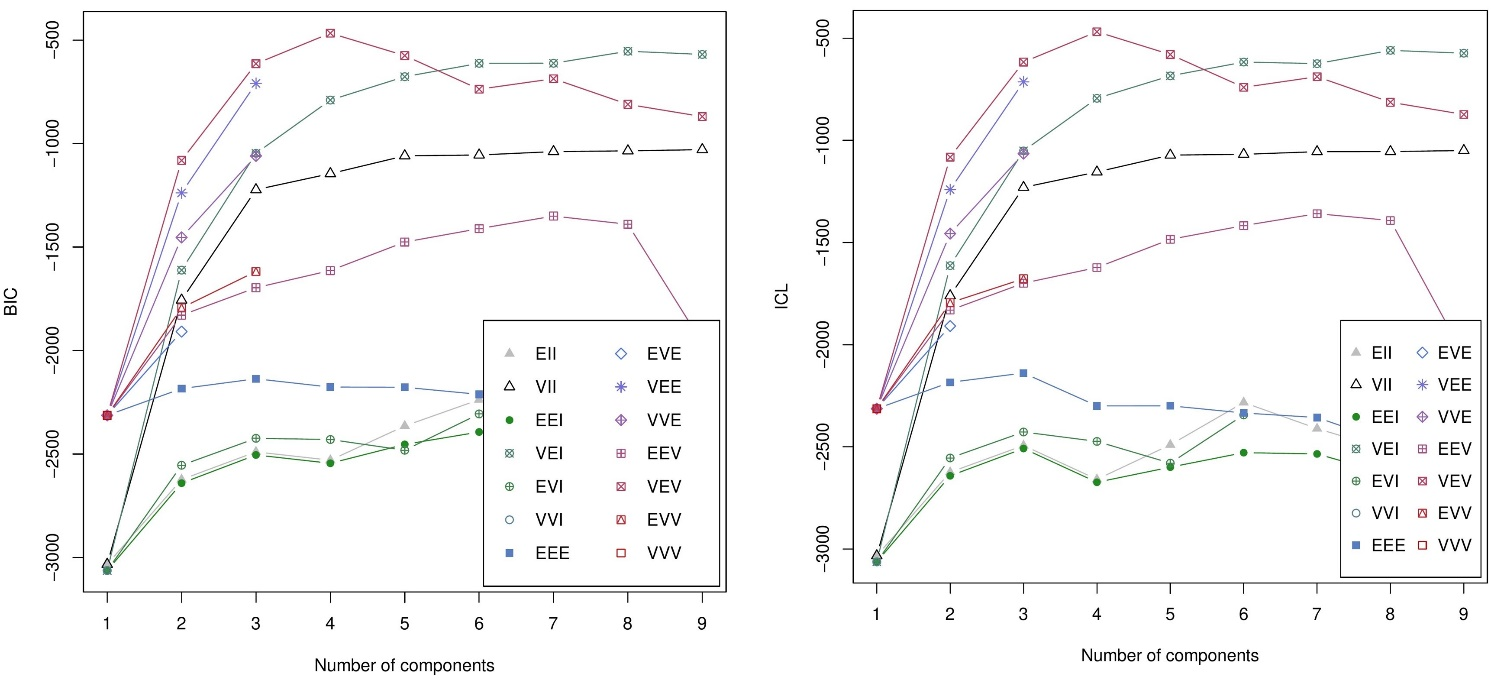 BIC
-500
-1000
-1500
-2000
-2500
-3000
EII EVE
VII VEE
EEI VVE
VEI EEV
EVI VEV
VVI EVV
EEE VVV
1 2 3 4 5 6 7 8 9
Number of components
ICL
-500
-1000
-1500
-2000
-2500
-3000
EII EVE
VII VEE
EEI VVE
VEI EEV
EVI VEV
VVI EVV
EEE VVV
1 2 3 4 5 6 7 8 9
Number of components